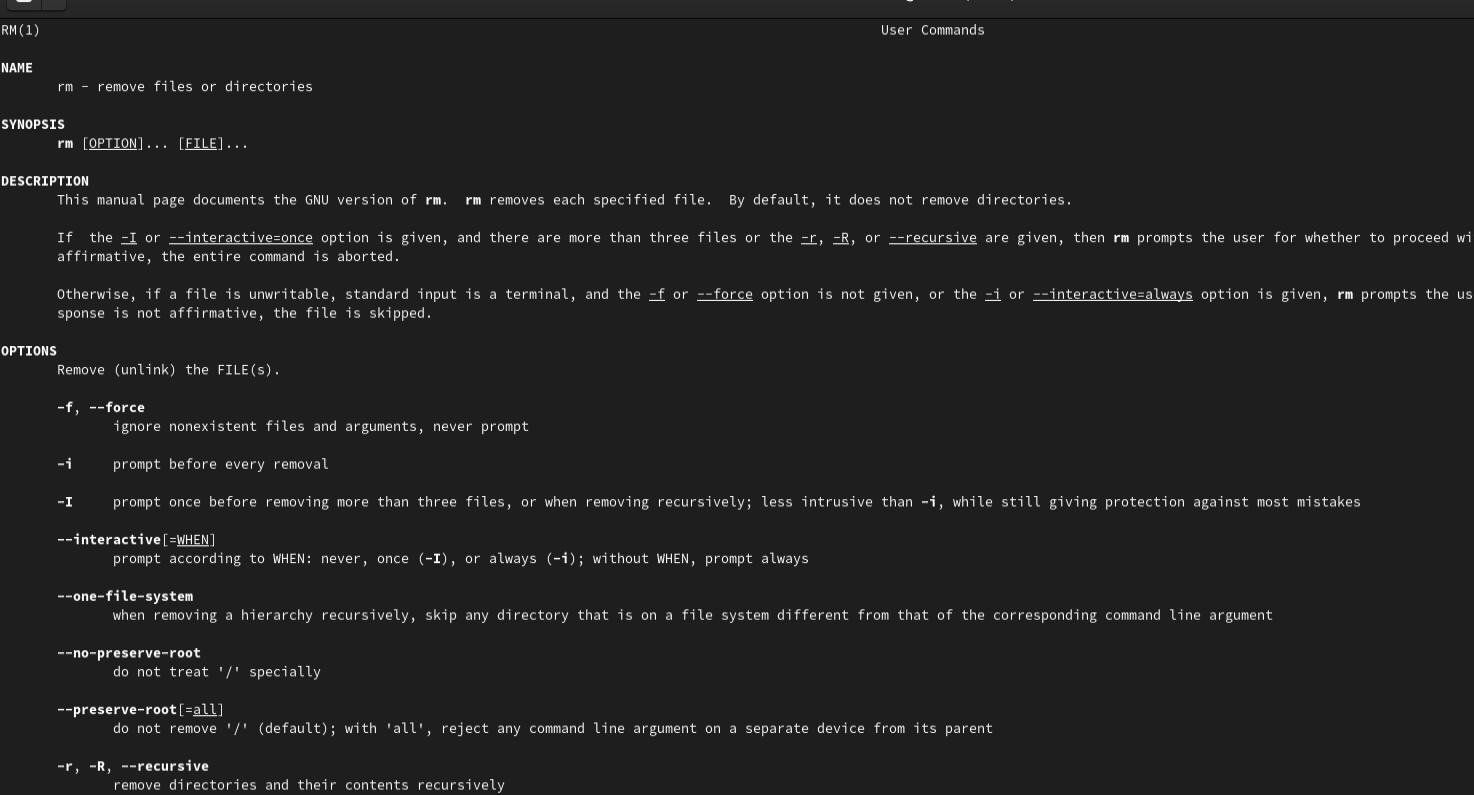 RM(1) User Commands
NAME
rm - remove files or directories
SYNOPSIS
rm [OPTION]... [FILE]...
DESCRIPTION
This manual page documents the GNU version of rm. rm removes each specified file. By default, it does not remove directories.
If the -I or --interactive=once option is given, and there are more than three files or the -r, -R, or --recursive are given, then rm prompts the user for whether to proceed wi
affirmative, the entire command is aborted.
Otherwise, if a file is unwritable, standard input is a terminal, and the -f or --force option is not given, or the -i or --interactive=always option is given, rm prompts the us
sponse is not affirmative, the file is skipped.
OPTIONS
Remove (unlink) the FILE(s).
-f, --force
ignore nonexistent files and arguments, never prompt
-i prompt before every removal
-I prompt once before removing more than three files, or when removing recursively; less intrusive than -i, while still giving protection against most mistakes
--interactive[=WHEN]
prompt according to WHEN: never, once (-I), or always (-i); without WHEN, prompt always
--one-file-system
when removing a hierarchy recursively, skip any directory that is on a file system different from that of the corresponding command line argument
--no-preserve-root
do not treat '/' specially
--preserve-root[=all]
do not remove '/' (default); with 'all', reject any command line argument on a separate device from its parent
-r, -R, --recursive
remove directories and their contents recursively